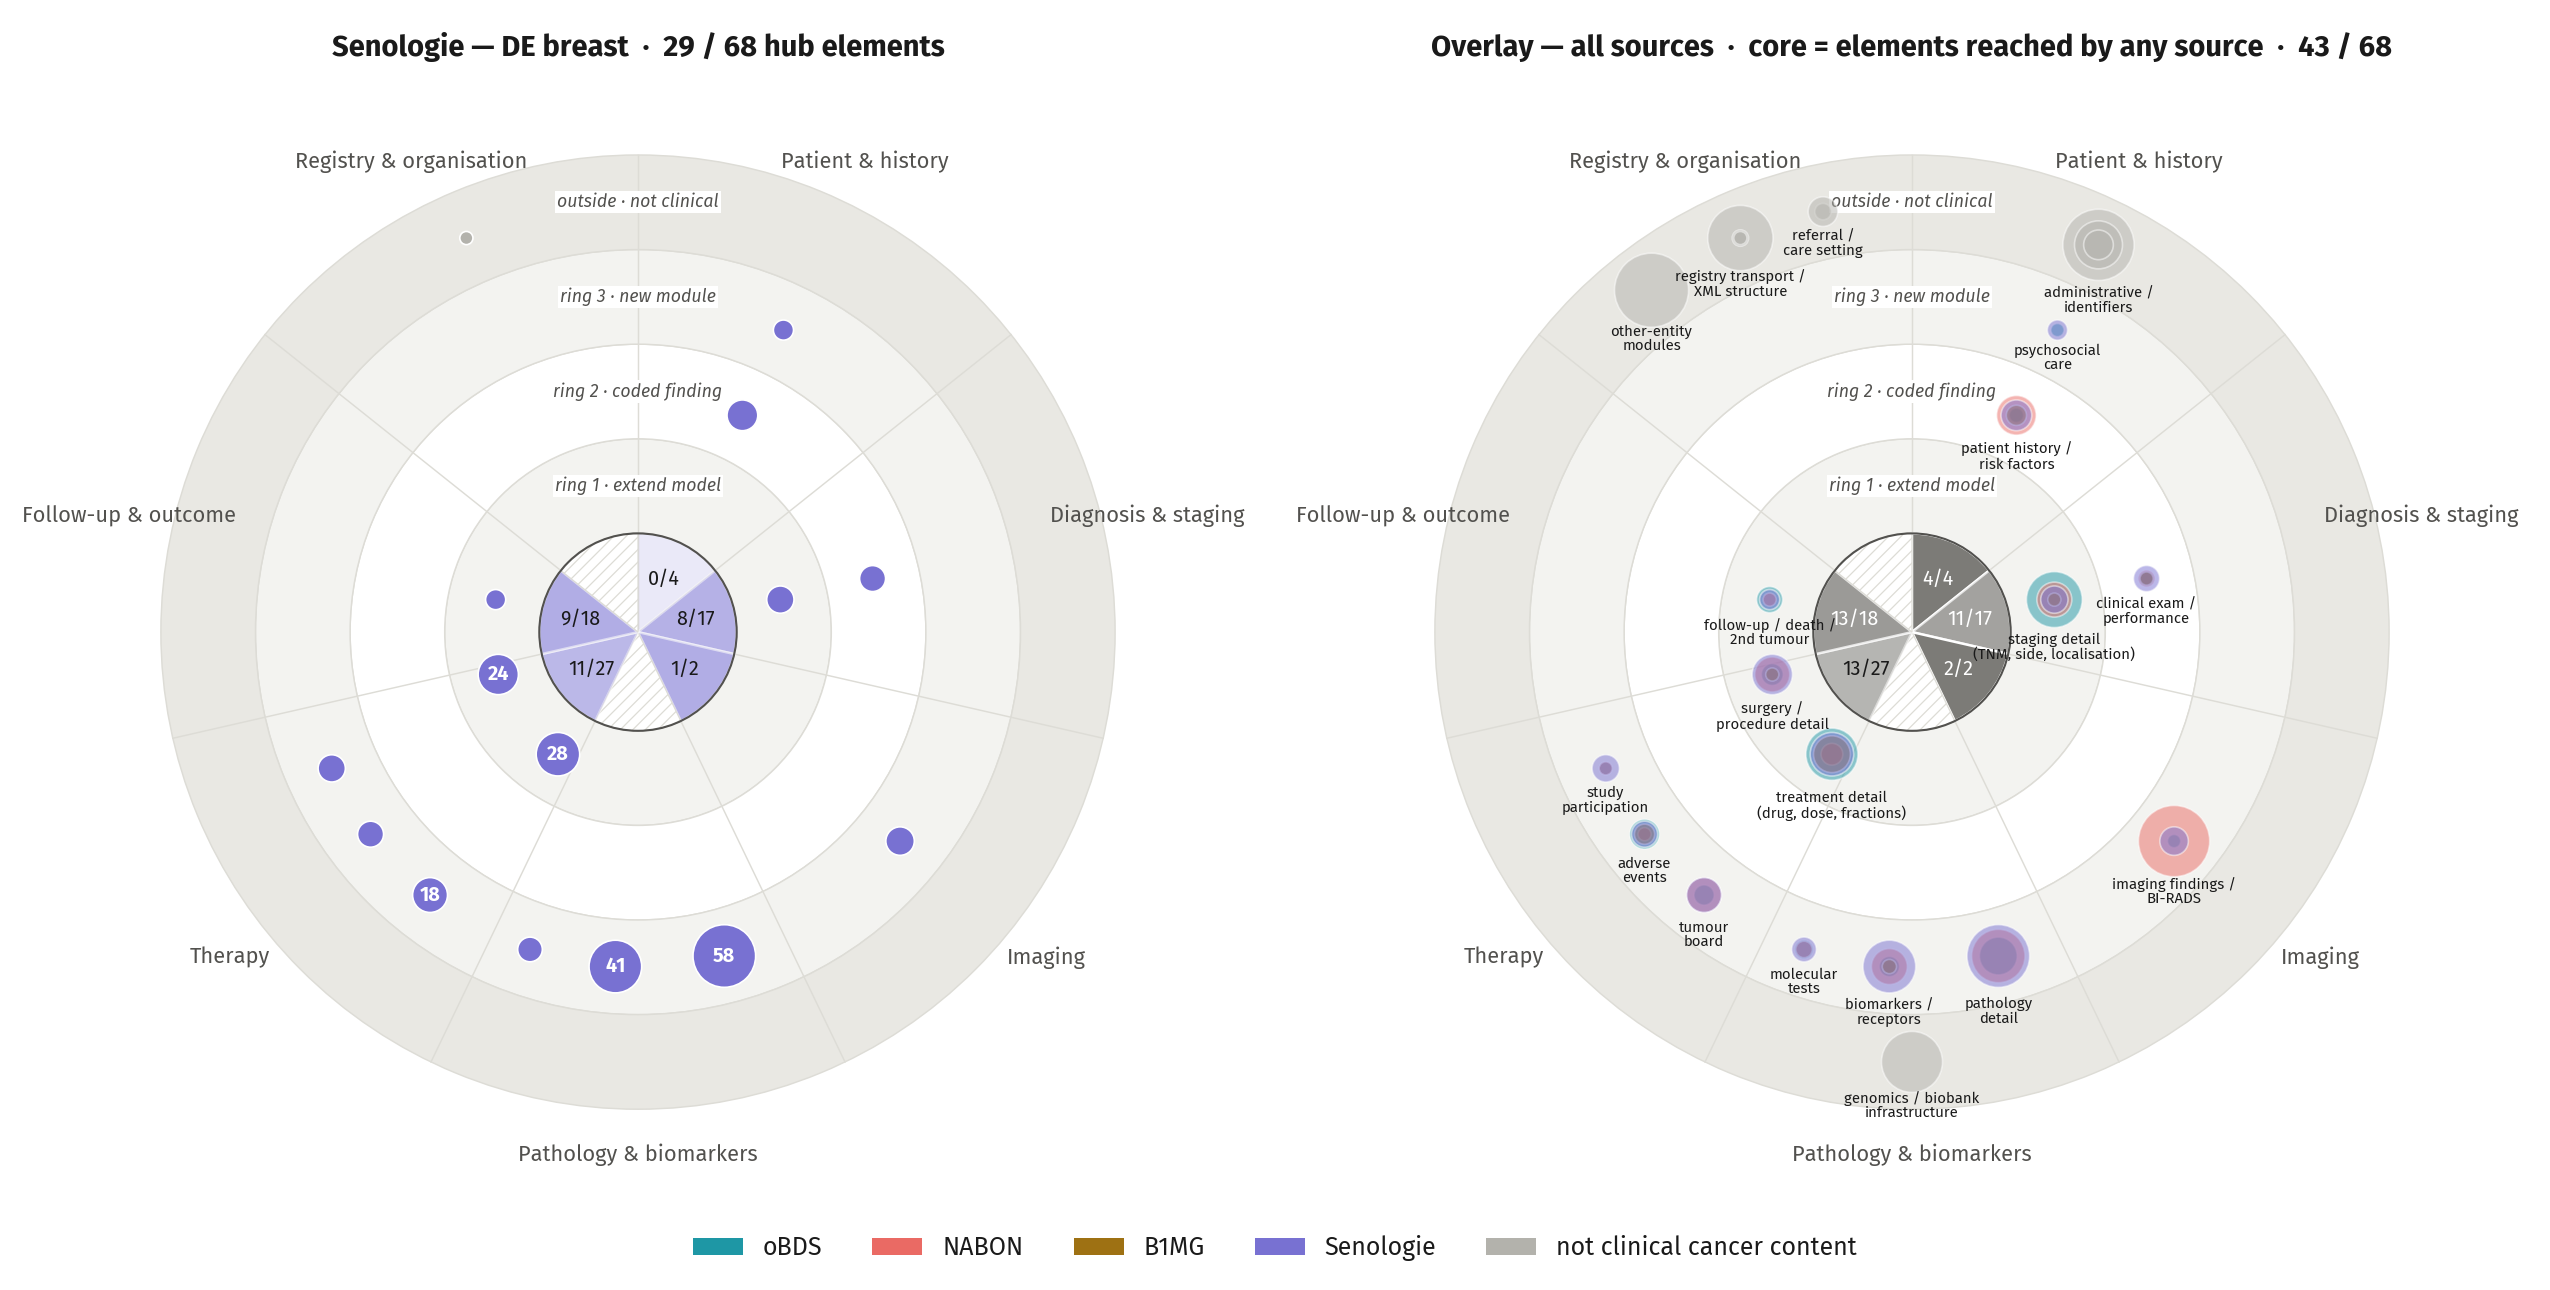 Senologie — DE breast · 29 / 68 hub elements
Registry & organisation
Patient & history
outside · not clinical
ring 3 · new module
ring 2 · coded finding
ring 1 · extend model
Follow-up & outcome
Diagnosis & staging
0/4
9/18
8/17
11/27
1/2
24
28
18
41
58
Therapy
Imaging
Pathology & biomarkers
Overlay — all sources · core = elements reached by any source · 43 / 68
Registry & organisation
Patient & history
outside · not clinical
referral /
care setting
registry transport /
XML structure
other-entity
modules
administrative /
identifiers
ring 3 · new module
psychosocial
care
ring 2 · coded finding
patient history /
risk factors
ring 1 · extend model
Follow-up & outcome
Diagnosis & staging
4/4
13/18
11/17
13/27
2/2
follow-up / death /
2nd tumour
clinical exam /
performance
staging detail
(TNM, side, localisation)
surgery /
procedure detail
treatment detail
(drug, dose, fractions)
study
participation
adverse
events
tumour
board
imaging findings /
BI-RADS
molecular
tests
biomarkers /
receptors
pathology
detail
genomics / biobank
infrastructure
Therapy
Imaging
Pathology & biomarkers
oBDS
NABON
B1MG
Senologie
not clinical cancer content